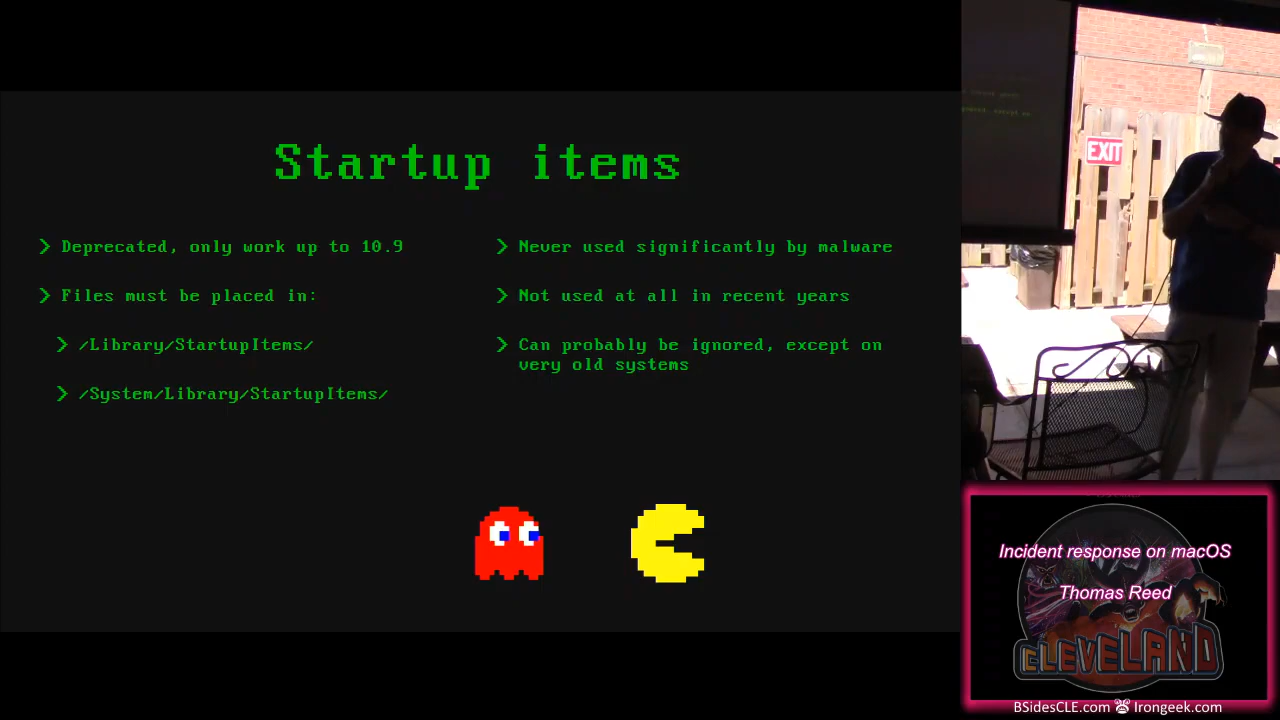 Startup items
> Deprecated, only work up to 10.9
> Files must be placed in:
> /Library/StartupItems/
> /System/Library/StartupItems/
> Never used significantly by malware
> Not used at all in recent years
> Can probably be ignored, except on
very old systems
EXIT
Incident response on macOS
Thomas Reed
CLEVELAND
BSidesCLE.com Irongeek.com